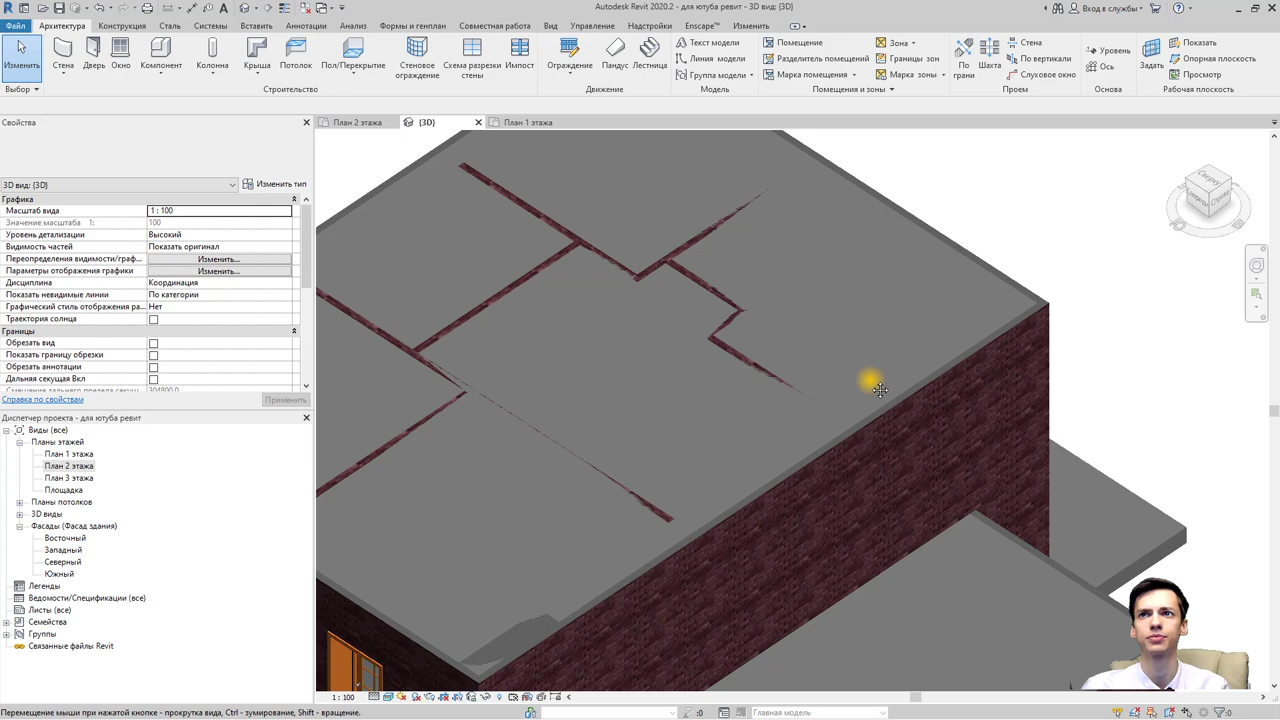 Autodesk Revit 2020.2 - для ютуба ревит - 3D вид: {3D}
Вход в службы
Файл Архитектура Конструкция Сталь Системы Вставить Аннотации Анализ Формы и генплан Совместная работа Вид Управление Надстройки Enscape™ Изменить
Изменить Стена Дверь Окно Компонент Колонна Крыша Потолок Пол/Перекрытие Стеновое ограждение Схема разрезки стены Импост Ограждение Пандус Лестница
Текст модели
Линия модели
Группа модели
Помещение
Разделитель помещений
Марка помещения
Зона
Границы зон
Марка зоны
По грани Шахта
Стена
По вертикали
Слуховое окно
Уровень
Ось
Задать
Показать
Опорная плоскость
Просмотр
Выбор Строительство Движение Модель Помещения и зоны Проем Основа Рабочая плоскость
Свойства
План 2 этажа {3D} План 1 этажа
3D вид: {3D} Изменить тип
Графика
Масштаб вида 1 : 100
Значение масштаба 1: 100
Уровень детализации Высокий
Видимость частей Показать оригинал
Переопределения видимости/граф... Изменить...
Параметры отображения графики Изменить...
Дисциплина Координация
Показать невидимые линии По категории
Графический стиль отображения ра... Нет
Траектория солнца
Границы
Обрезать вид
Показать границу обрезки
Обрезать аннотации
Дальняя секущая Вкл
Смещение дальнего предела секущ... 304800.0
Справка по свойствам Применить
Диспетчер проекта - для ютуба ревит
Виды (все)
Планы этажей
План 1 этажа
План 2 этажа
План 3 этажа
Площадка
Планы потолков
3D виды
Фасады (Фасад здания)
Восточный
Западный
Северный
Южный
Легенды
Ведомости/Спецификации (все)
Листы (все)
Семейства
Группы
Связанные файлы Revit
1 : 100
Перемещение мыши при нажатой кнопке - прокрутка вида, Ctrl - зумирование, Shift - вращение.
:0 Главная модель :0